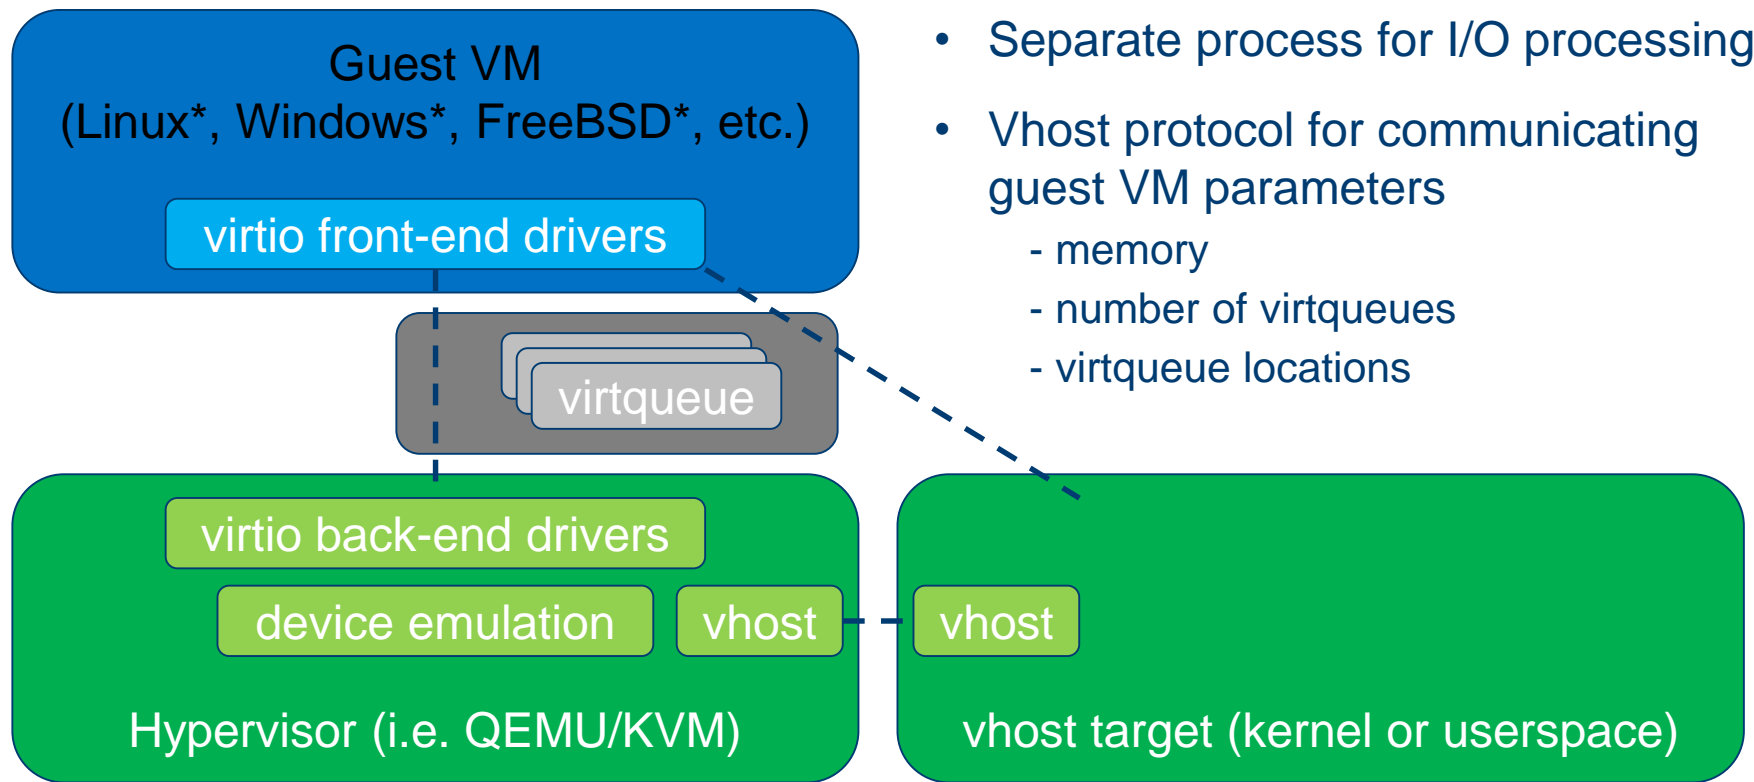 Guest VM
(Linux*, Windows*, FreeBSD*, etc.)
virtio front-end drivers
virtqueue
virtio back-end drivers
device emulation
vhost
Hypervisor (i.e. QEMU/KVM)
• Separate process for I/O processing
• Vhost protocol for communicating
guest VM parameters
- memory
- number of virtqueues
- virtqueue locations
vhost
vhost target (kernel or userspace)